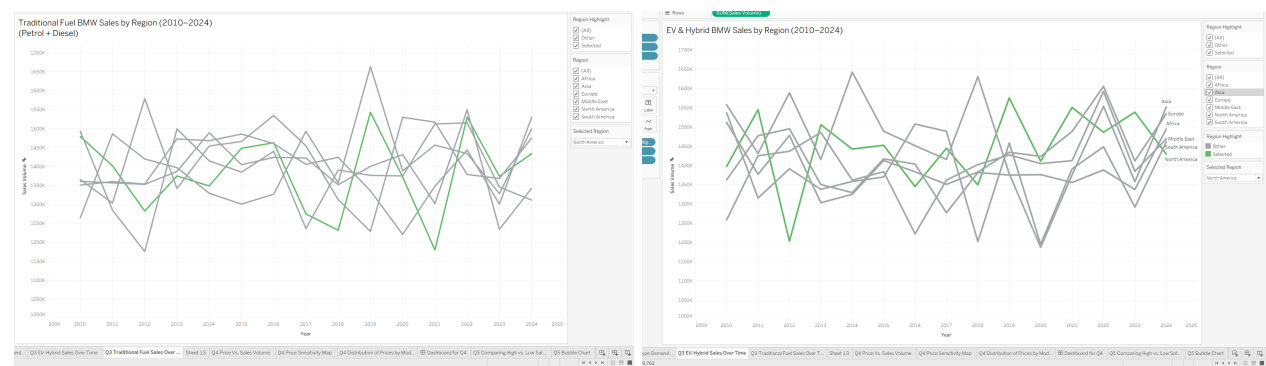 Traditional Fuel BMW Sales by Region (2010–2024)
(Petrol + Diesel)
1700K
1650K
1600K
1550K
1500K
1450K
1400K
1350K
1300K
1250K
1200K
1150K
1100K
1050K
1000K
Sales Volume
2009 2010 2011 2012 2013 2014 2015 2016 2017 2018 2019 2020 2021 2022 2023 2024 2025
Year
Region Highlight
(All)
Other
Selected
Region
(All)
Africa
Asia
Europe
Middle East
North America
South America
Selected Region
North America
Q3 EV-Hybrid Sales Over Time
Q3 Traditional Fuel Sales Over ...
Sheet 13
Q4 Price Vs. Sales Volume
Q4 Price Sensitivity Map
Q4 Distribution of Prices by Mod...
Dashboard for Q4
Q5 Comparing High vs. Low Sal...
Q5 Bubble Chart
Rows
SUM(Sales Volume)
Label
Path
EV & Hybrid BMW Sales by Region (2010–2024)
1700K
1650K
1600K
1550K
1500K
1450K
1400K
1350K
1300K
1250K
1200K
1150K
1100K
1050K
1000K
Sales Volume
Asia
Europe
Africa
Middle East
South America
North America
2009 2010 2011 2012 2013 2014 2015 2016 2017 2018 2019 2020 2021 2022 2023 2024 2025
Year
Region Highlight
(All)
Other
Selected
Region
(All)
Africa
Asia
Europe
Middle East
North America
South America
Region Highlight
Other
Selected
Selected Region
North America
Q3 EV-Hybrid Sales Over Time
Q3 Traditional Fuel Sales Over T...
Sheet 13
Q4 Price Vs. Sales Volume
Q4 Price Sensitivity Map
Q4 Distribution of Prices by Mod...
Dashboard for Q4
Q5 Comparing High vs. Low Sal...
Q5 Bubble Chart